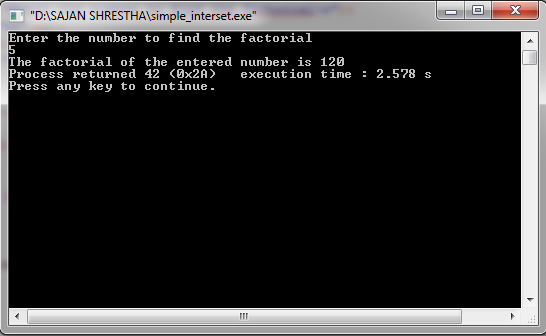 "D:\SAJAN SHRESTHA\simple_interset.exe"
Enter the number to find the factorial
5
The factorial of the entered number is 120
Process returned 42 (0x2A)   execution time : 2.578 s
Press any key to continue.